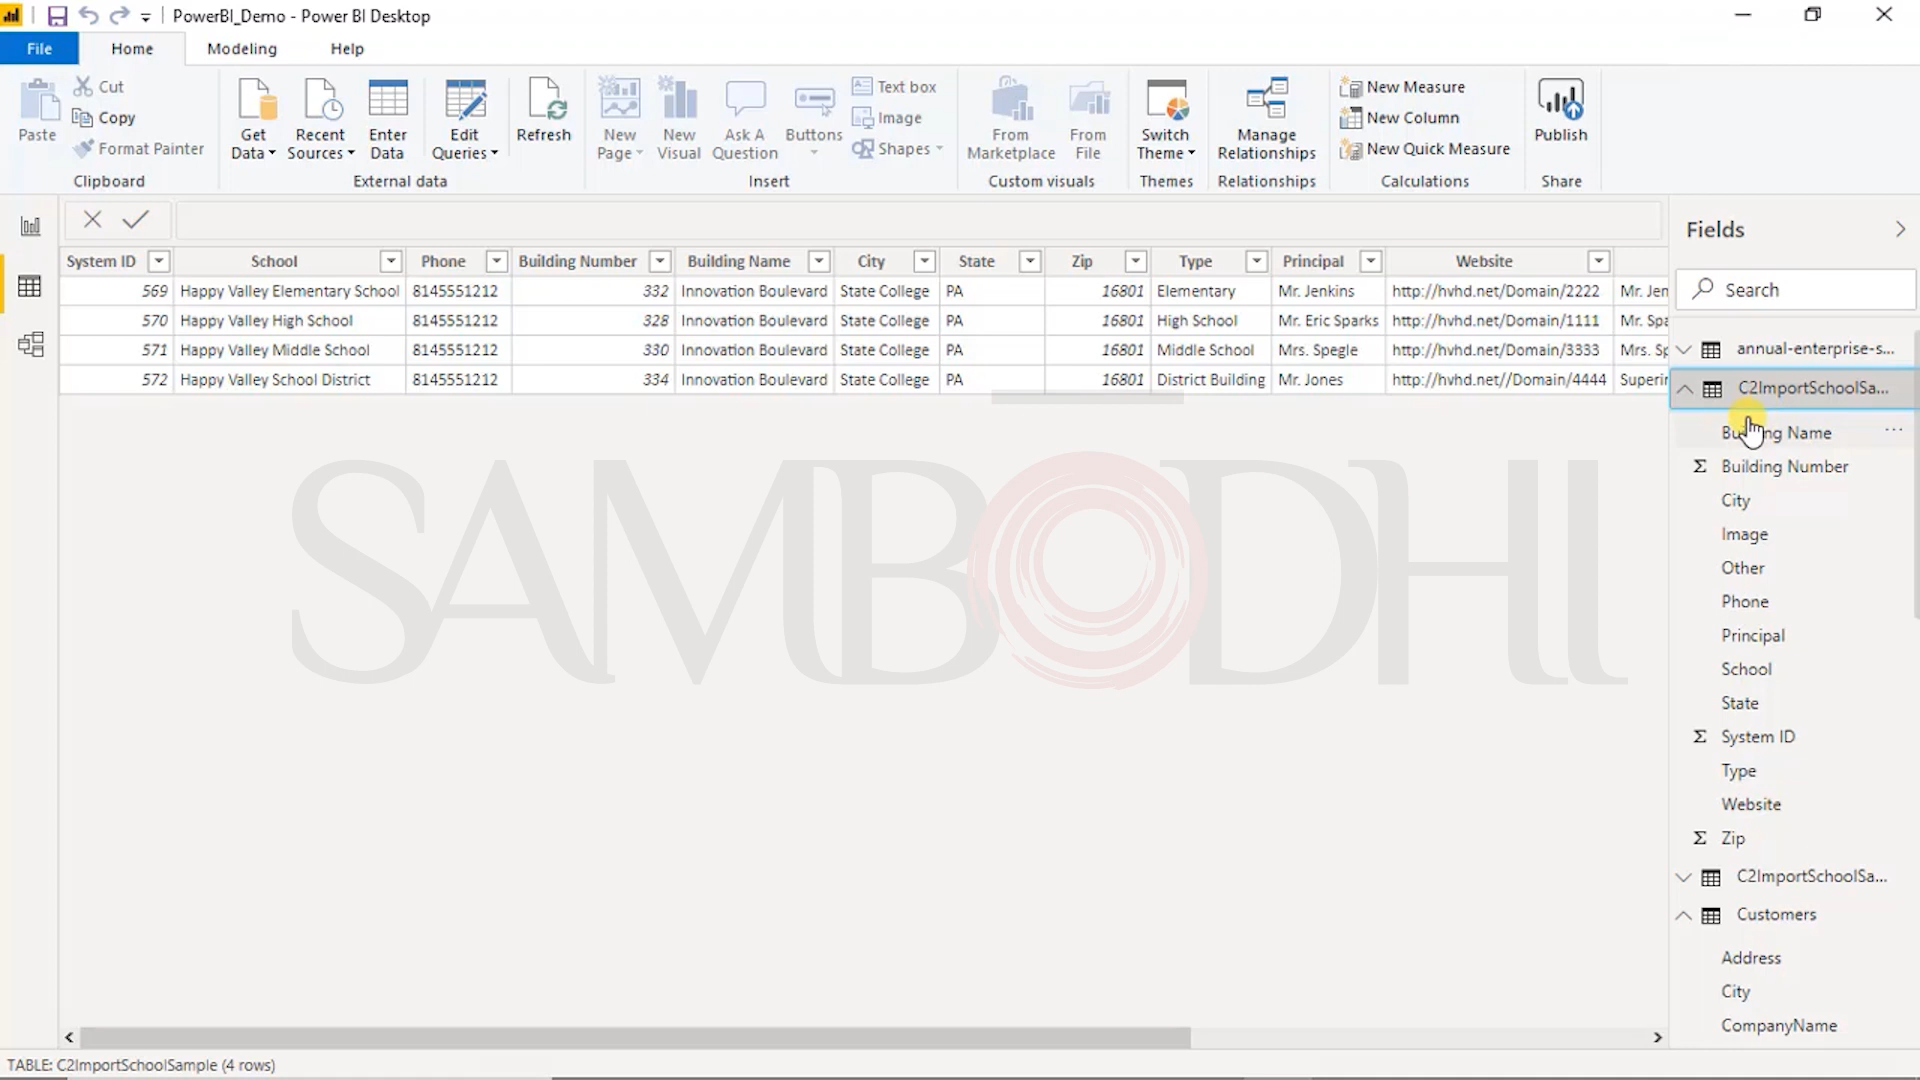 PowerBI_Demo - Power BI Desktop
File Home Modeling Help
Paste Cut Copy Format Painter Clipboard
Get Data Recent Sources Enter Data Edit Queries Refresh External data
New Page New Visual Ask A Question Buttons Text box Image Shapes Insert
From Marketplace From File Custom visuals
Switch Theme Themes
Manage Relationships Relationships
New Measure New Column New Quick Measure Calculations
Publish Share
System ID School Phone Building Number Building Name City State Zip Type Principal Website
569 Happy Valley Elementary School 8145551212 332 Innovation Boulevard State College PA 16801 Elementary Mr. Jenkins http://hvhd.net/Domain/2222 Mr. Jen
570 Happy Valley High School 8145551212 328 Innovation Boulevard State College PA 16801 High School Mr. Eric Sparks http://hvhd.net/Domain/1111 Mr. Spa
571 Happy Valley Middle School 8145551212 330 Innovation Boulevard State College PA 16801 Middle School Mrs. Spegle http://hvhd.net/Domain/3333 Mrs. Sp
572 Happy Valley School District 8145551212 334 Innovation Boulevard State College PA 16801 District Building Mr. Jones http://hvhd.net//Domain/4444 Superin
SAMBODHI
Fields
Search
annual-enterprise-s...
C2ImportSchoolSa...
Building Name ...
Σ Building Number
City
Image
Other
Phone
Principal
School
State
Σ System ID
Type
Website
Σ Zip
C2ImportSchoolSa...
Customers
Address
City
CompanyName
TABLE: C2ImportSchoolSample (4 rows)